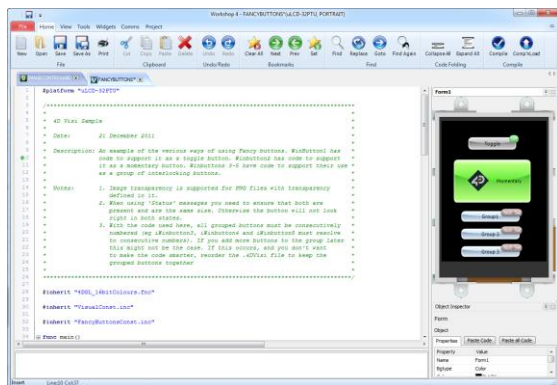 Workshop 4 - FANCYBUTTONS*(uLCD-32PTU, PORTRAIT)
File Home View Tools Widgets Comms Project
New Open Save Save As Print Cut Copy Paste Delete Undo Redo Clear All Next Prev Set Find Replace Goto Find Again Collapse All Expand All Compile CompNLoad
File Clipboard Undo/Redo Bookmarks Find Code Folding Compile
FANCYBUTTONS*
#platform "uLCD-32PTU"
4D Visi Sample
Date: 2; December 2011
Description: An example of the various ways of using Fancy buttons. WinButton1 has
code to support it as a toggle button. Winbutton2 has code to support
it as a momentary button. Winbuttons 3-5 have code to support their use
as a group of interlocking buttons.
Notes: 1. Image transparency is supported for PNG files with transparency
defined in it.
2. When using 'Status' messages you need to ensure that both are
present and are the same size. Otherwise the button will not look
right in both states.
3. With the code used here, all grouped buttons must be consecutively
numbered (eg iWinbutton3, iWinbutton4 and iWinbutton5 must resolve
to consecutive numbers). If you add more buttons to the group later
this might not be the case. If this occurs, and you don't want
to make the code smarter, reorder the .4DVisi file to keep the
grouped buttons together
#inherit "4DGL_16bitColours.fnc"
#inherit "VisualConst.inc"
#inherit "FancyButtonsConst.inc"
func main()
Form1
Toggle
Momentary
Group1
Group 2
Group 3
Object Inspector
Form
Object
Properties Paste Code Paste all Code
Property Value
Name Form1
Bgtype Color
Insert Line:10 Col:37